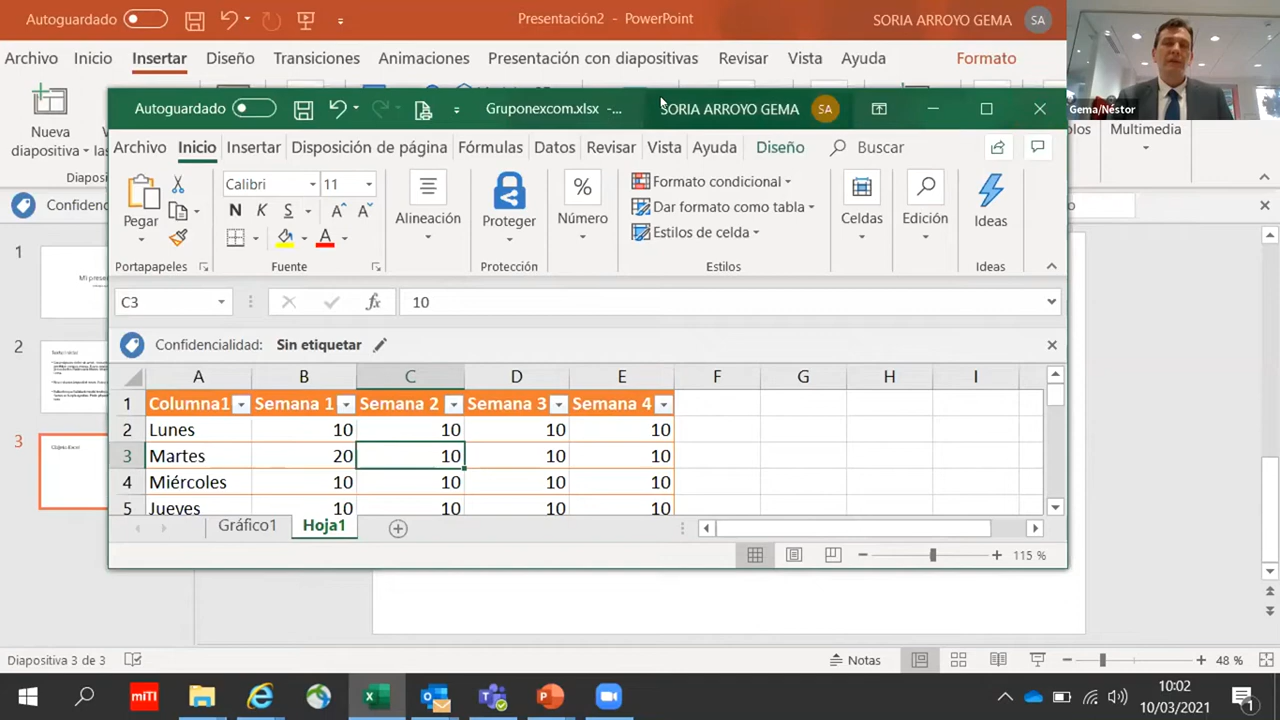 Autoguardado
Presentación2 - PowerPoint
SORIA ARROYO GEMA
SA
Archivo Inicio Insertar Diseño Transiciones Animaciones Presentación con diapositivas Revisar Vista Ayuda Formato
Gema/Néstor
Nueva
diapositiva
Multimedia
Autoguardado
Gruponexcom.xlsx -...
SORIA ARROYO GEMA
SA
Archivo Inicio Insertar Disposición de página Fórmulas Datos Revisar Vista Ayuda Diseño Buscar
Pegar
Portapapeles
Calibri 11
N K S
A A
A
Fuente
Alineación
Proteger
Protección
%
Número
Formato condicional
Dar formato como tabla
Estilos de celda
Estilos
Celdas
Edición
Ideas
Ideas
C3
fx
10
Confidencialidad: Sin etiquetar
A B C D E F G H I
1 Columna1 Semana 1 Semana 2 Semana 3 Semana 4
2 Lunes 10 10 10 10
3 Martes 20 10 10 10
4 Miércoles 10 10 10 10
5 Jueves 10 10 10 10
Gráfico1 Hoja1
115 %
1
2
3
Diapositiva 3 de 3
Notas
48 %
miTI
10:02
10/03/2021
1